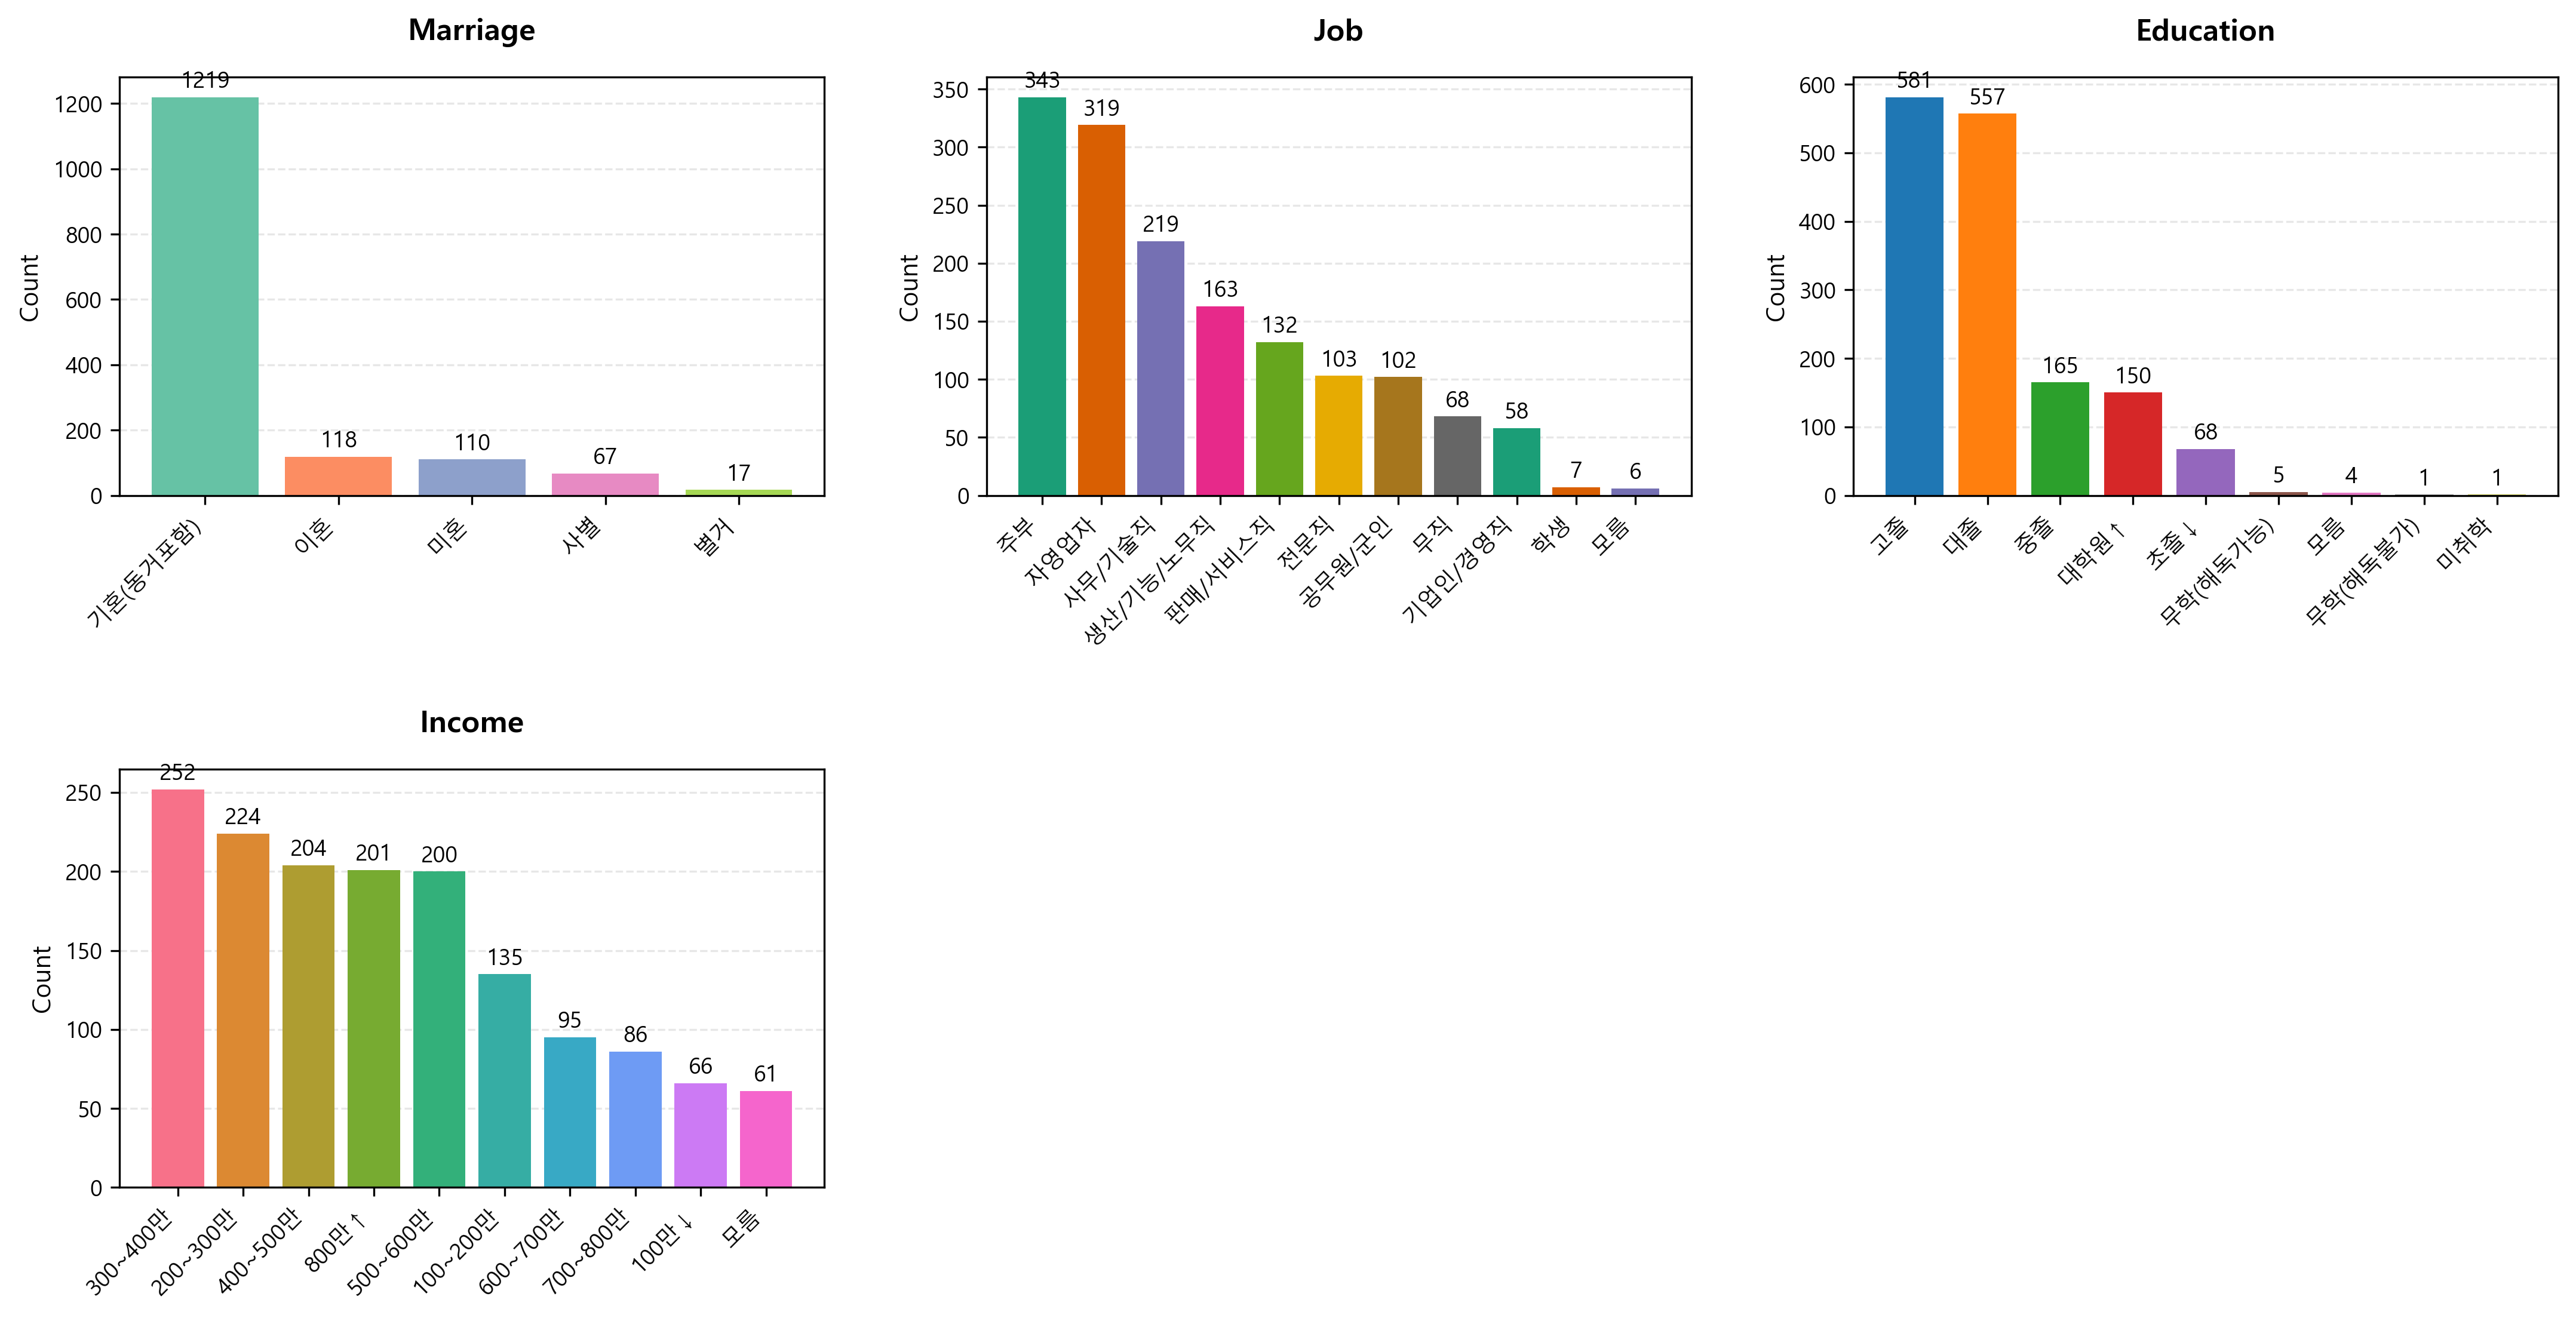 Marriage
1219
1200
1000
800
600
400
200
0
Count
118
110
67
17
기혼(동거포함)
이혼
미혼
사별
별거
Job
343
350
300
250
200
150
100
50
0
Count
319
219
163
132
103
102
68
58
7
6
주부
자영업자
사무/기술직
생산/기능/노무직
판매/서비스직
전문직
공무원/군인
무직
기업인/경영직
학생
모름
Education
581
600
500
400
300
200
100
0
Count
557
165
150
68
5
4
1
1
고졸
대졸
중졸
대학원↑
초졸↓
무학(해독가능)
모름
무학(해독불가)
미취학
Income
252
250
200
150
100
50
0
Count
224
204
201
200
135
95
86
66
61
300~400만
200~300만
400~500만
800만↑
500~600만
100~200만
600~700만
700~800만
100만↓
모름